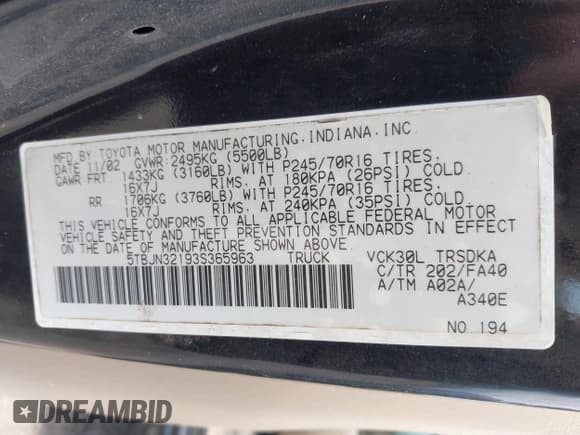 MFD.BY:TOYOTA MOTOR MANUFACTURING,INDIANA,INC
DATE 11/02 GVWR:2495KG (5500LB)
GAWR FRT: 1433KG (3160LB) WITH P245/70R16 TIRES,
16X7J RIMS, AT 180KPA (26PSI) COLD
RR 1706KG (3760LB) WITH P245/70R16 TIRES,
16X7J RIMS, AT 240KPA (35PSI) COLD
THIS VEHICLE CONFORMS TO ALL APPLICABLE FEDERAL MOTOR
VEHICLE SAFETY AND THEFT PREVENTION STANDARDS IN EFFECT
ON THE DATE OF MANUFACTURE SHOWN ABOVE.
5TBJN32193S365963 TRUCK VCK30L TRSDKA
C/TR 202/FA40
A/TM A02A/
A340E
NO 194
DREAMBID